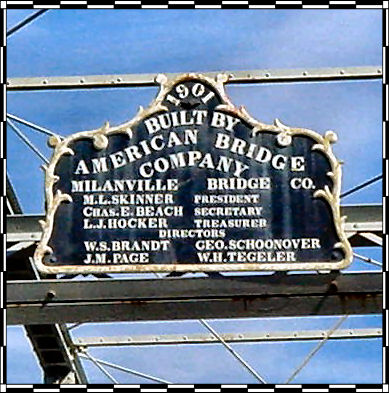 1901
BUILT BY
AMERICAN BRIDGE
COMPANY
MILANVILLE BRIDGE CO.
M.L.SKINNER PRESIDENT
CHAS.E.BEACH SECRETARY
L.J.HOCKER TREASURER
DIRECTORS
W.S.BRANDT GEO.SCHOONOVER
J.M.PAGE W.H.TEGELER